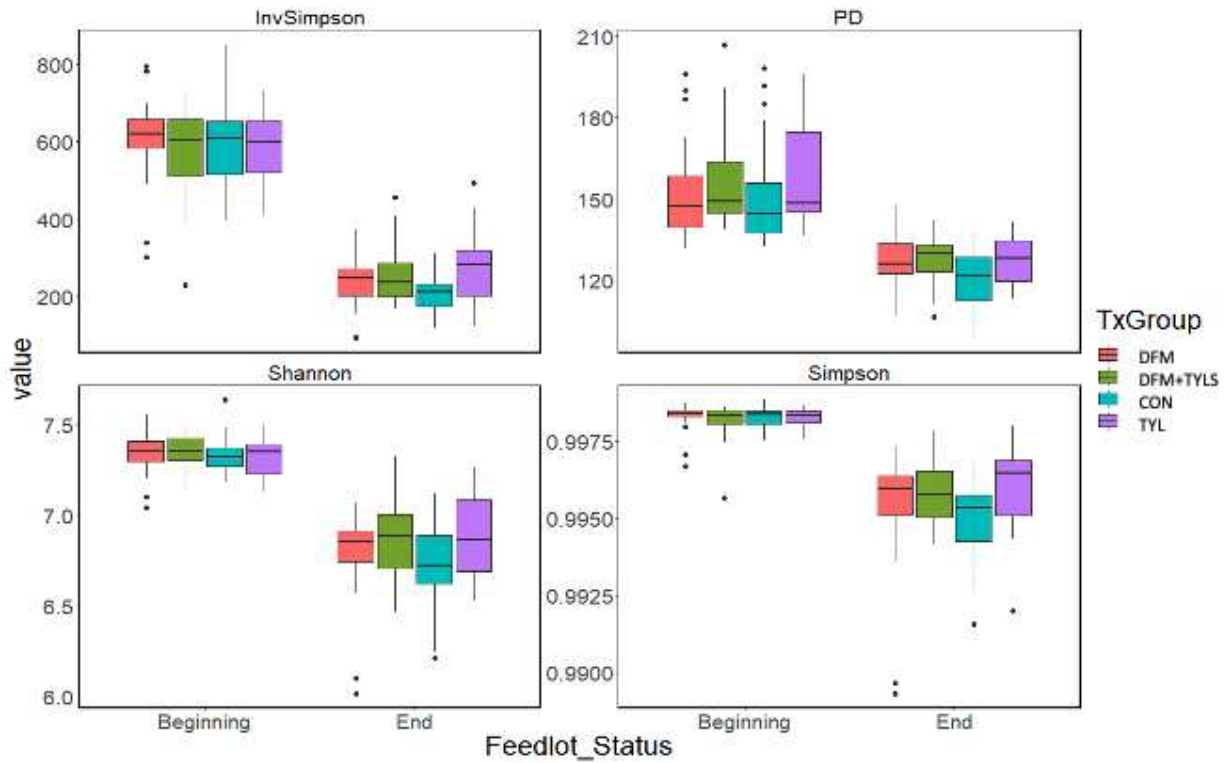 InvSimpson
PD
800
600
400
200
210
180
150
120
value
Shannon
Simpson
7.5
7.0
6.5
6.0
0.9975
0.9950
0.9925
0.9900
Beginning
End
Beginning
End
Feedlot_Status
TxGroup
DFM
DFM+TYLS
CON
TYL